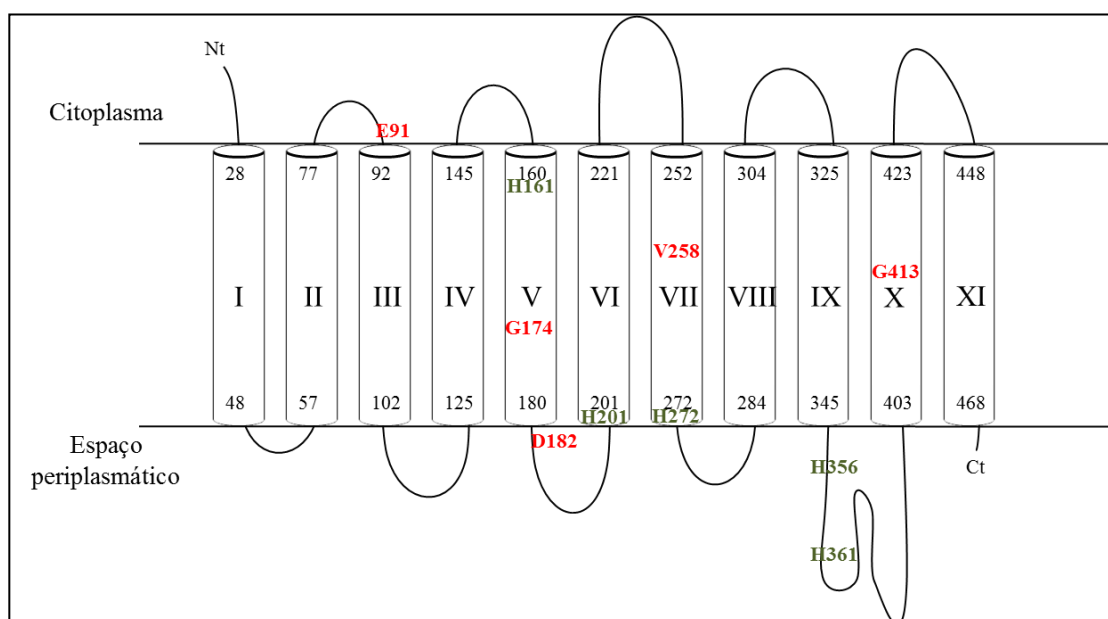 Nt
Citoplasma
E91
28 77 92 145 160 221 252 304 325 423 448
H161
V258
G413
I II III IV V VI VII VIII IX X XI
G174
48 57 102 125 180 201 272 284 345 403 468
H201 H272
Espaço
periplasmático
D182
H356
Ct
H361